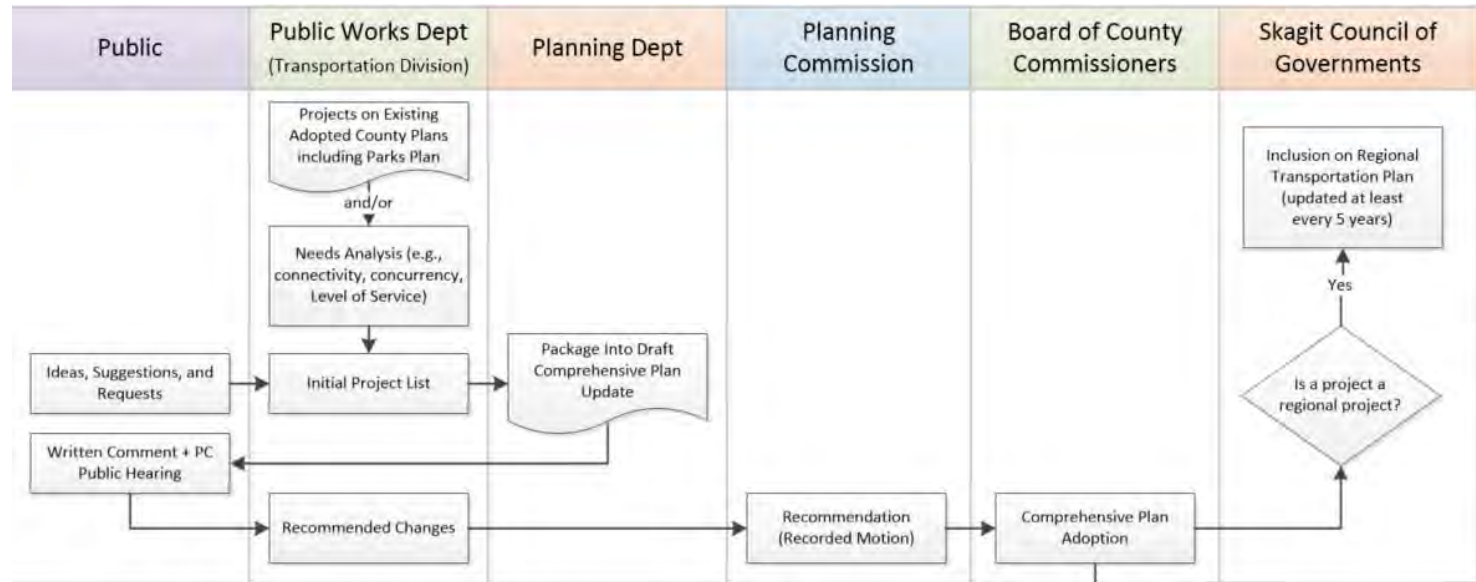 Public
Public Works Dept
(Transportation Division)
Planning Dept
Planning
Commission
Board of County
Commissioners
Skagit Council of
Governments
Projects on Existing
Adopted County Plans
including Parks Plan
and/or
Needs Analysis (e.g.,
connectivity, concurrency,
Level of Service)
Ideas, Suggestions, and
Requests
Initial Project List
Package Into Draft
Comprehensive Plan
Update
Written Comment + PC
Public Hearing
Recommended Changes
Recommendation
(Recorded Motion)
Comprehensive Plan
Adoption
Is a project a
regional project?
Yes
Inclusion on Regional
Transportation Plan
(updated at least
every 5 years)